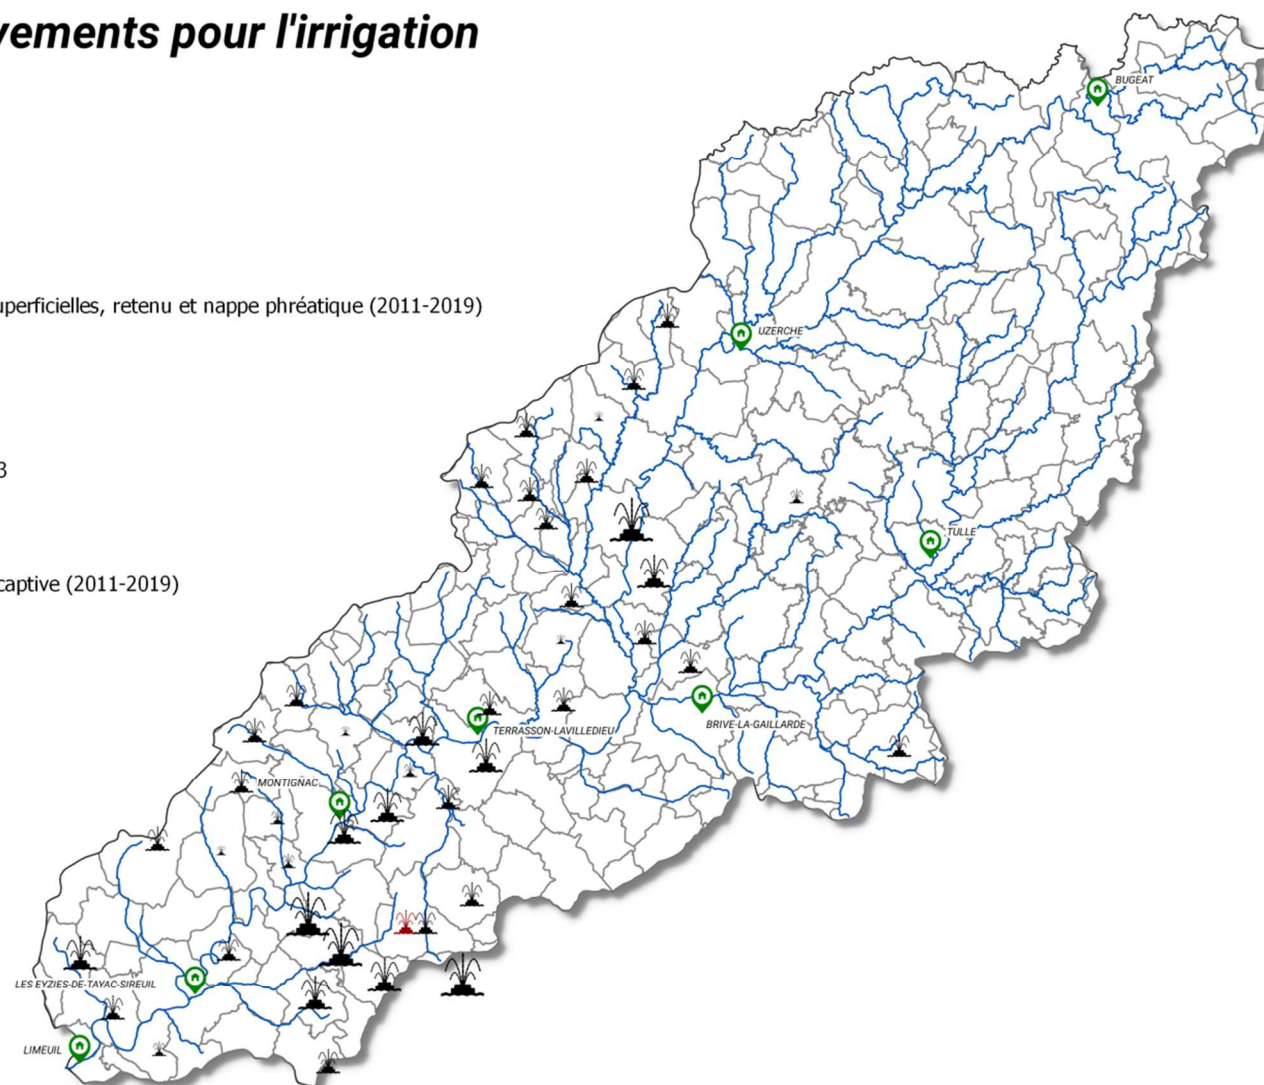 vements pour l'irrigation
BUGEAT
uperficielles, retenu et nappe phréatique (2011-2019)
UZERCHE
3
TULLE
captive (2011-2019)
BRIVE-LA-GAILLARDE
TERRASSON-LAVILLEDIEU
MONTIGNAC
LES EYZIES-DE-TAYAC-SIREUIL
LIMEUIL